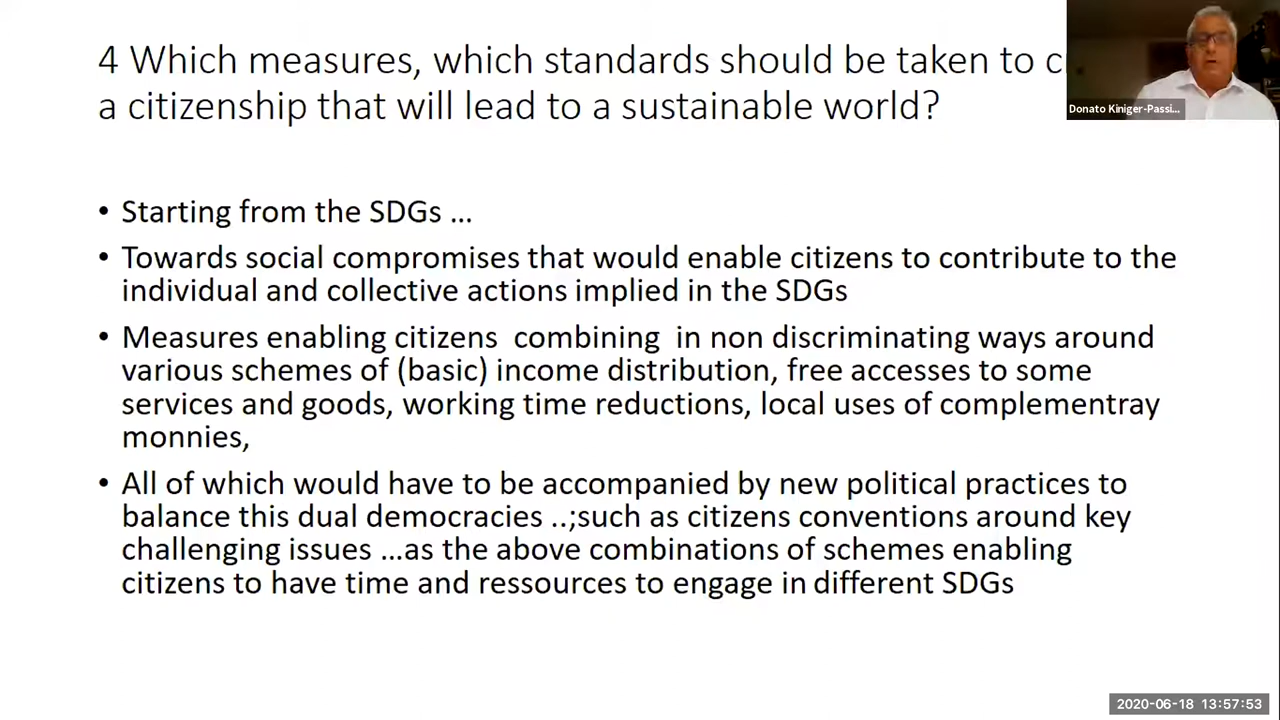 4 Which measures, which standards should be taken to c
a citizenship that will lead to a sustainable world?
Donato Kiniger-Passi...
• Starting from the SDGs ...
• Towards social compromises that would enable citizens to contribute to the
individual and collective actions implied in the SDGs
• Measures enabling citizens combining in non discriminating ways around
various schemes of (basic) income distribution, free accesses to some
services and goods, working time reductions, local uses of complementray
monnies,
• All of which would have to be accompanied by new political practices to
balance this dual democracies ..;such as citizens conventions around key
challenging issues ...as the above combinations of schemes enabling
citizens to have time and ressources to engage in different SDGs
2020-06-18 13:57:53